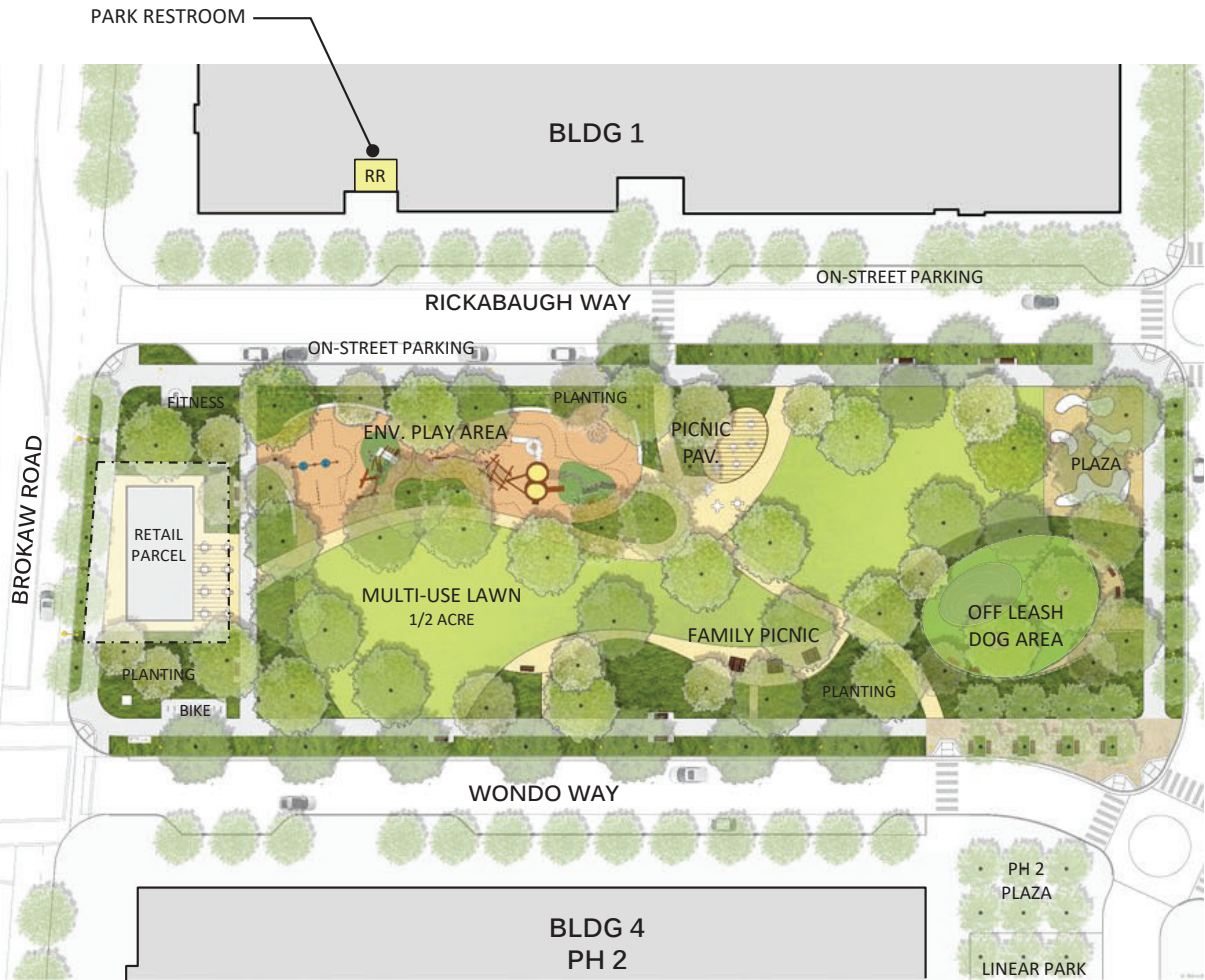 PARK RESTROOM
BLDG 1
RR
ON-STREET PARKING
RICKABAUGH WAY
ON-STREET PARKING
FITNESS
PLANTING
ENV. PLAY AREA
PICNIC
PAV.
PLAZA
BROKAW ROAD
RETAIL
PARCEL
MULTI-USE LAWN
1/2 ACRE
OFF LEASH
DOG AREA
FAMILY PICNIC
PLANTING
PLANTING
BIKE
WONDO WAY
PH 2
PLAZA
BLDG 4
PH 2
LINEAR PARK